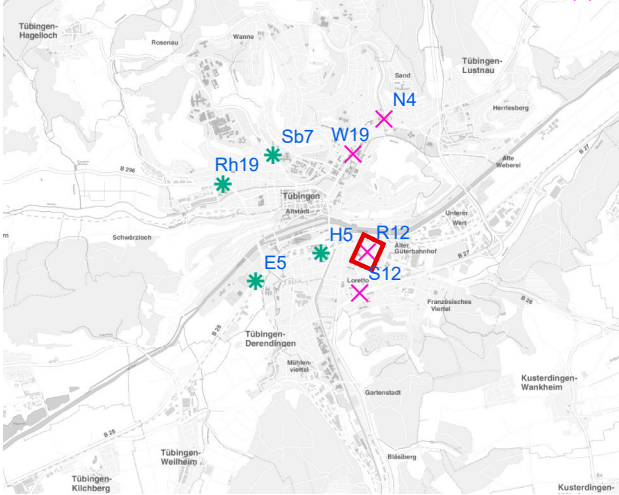 Tübingen-
Hagelloch
Rosenau
Wanne
Sand
Tübingen-
Lustnau
N4
Herrlesberg
W19
Sb7
Alte
Weberei
B 27
Rh19
B 296
Tübingen
Altstadt
Unterer
Wert
Schwärzloch
H5
R12
Alter
Güterbahnhof
B 27
E5
S12
Loretto
Französisches
Viertel
B 28
B 28
Tübingen-
Derendingen
Mühlen-
viertel
Gartenstadt
Kusterdingen-
Wankheim
B 28
Bläsiberg
Tübingen-
Weilheim
Tübingen-
Kilchberg
Kusterdingen-